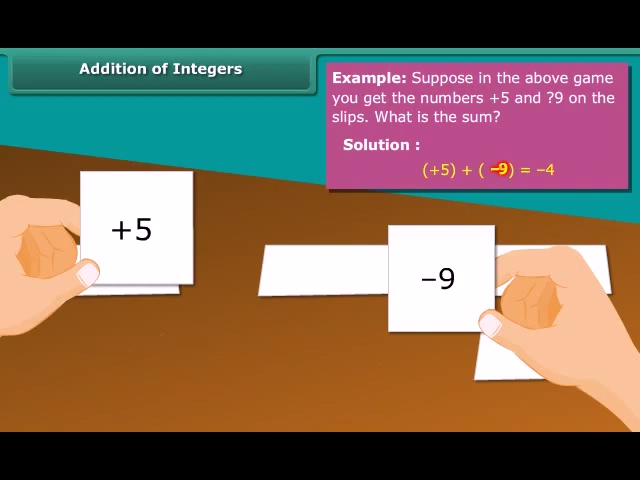 Addition of Integers
Example: Suppose in the above game
you get the numbers +5 and ?9 on the
slips. What is the sum?
Solution :
(+5) + ( –9) = –4
+5
–9